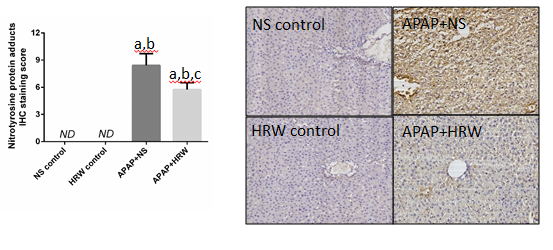 Nitrotyrosine protein adducts
IHC staining score
12
9
6
3
0
ND
ND
a,b
a,b,c
NS control
HRW control
APAP+NS
APAP+HRW
NS control
APAP+NS
HRW control
APAP+HRW